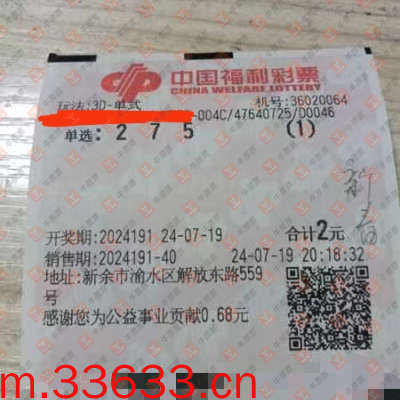 中国福利彩票
CHINA WELFARE LOTTERY
玩法:3D-单式 机号:36020064
-004C/47640725/D0046
单选: 2 7 5 (1)
开奖期:2024191 24-07-19 合计2元
销售期:2024191-40 24-07-19 20:18:32
地址:新余市渝水区解放东路559
号
感谢您为公益事业贡献0.68元
m.33633.cn